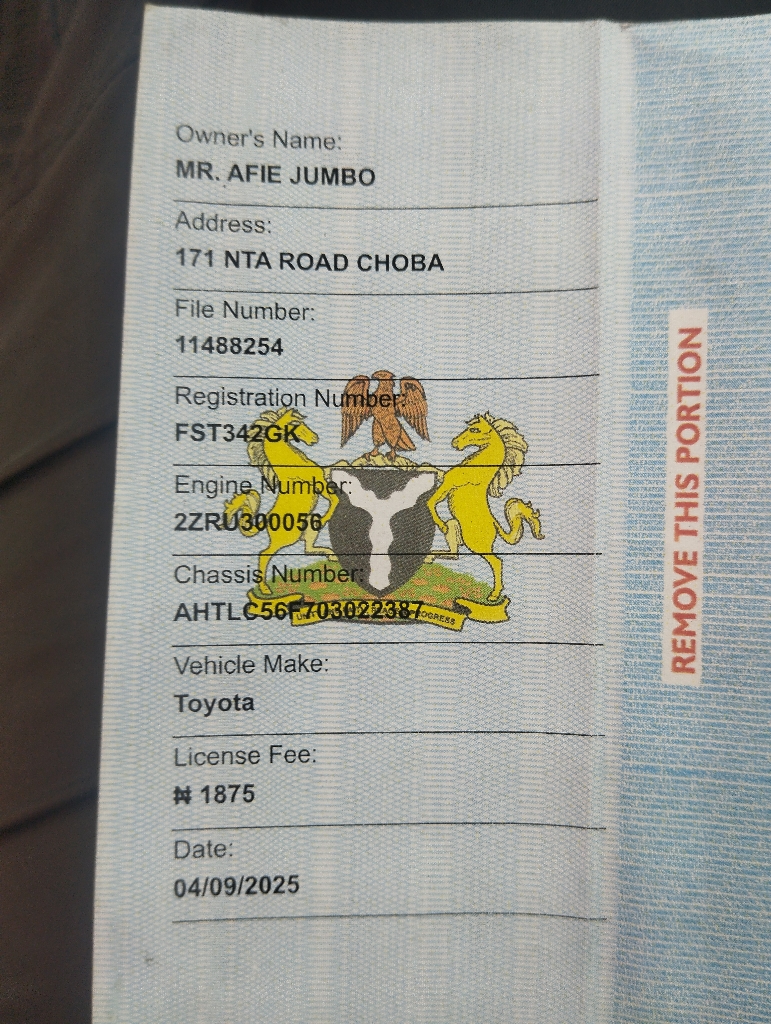 Owner's Name:
MR. AFIE JUMBO
Address:
171 NTA ROAD CHOBA
File Number:
11488254
Registration Number:
FST342GK
Engine Number:
2ZRU300056
Chassis Number:
AHTLC56F703022387
PROGRESS
Vehicle Make:
Toyota
License Fee:
₦ 1875
Date:
04/09/2025
REMOVE THIS PORTION